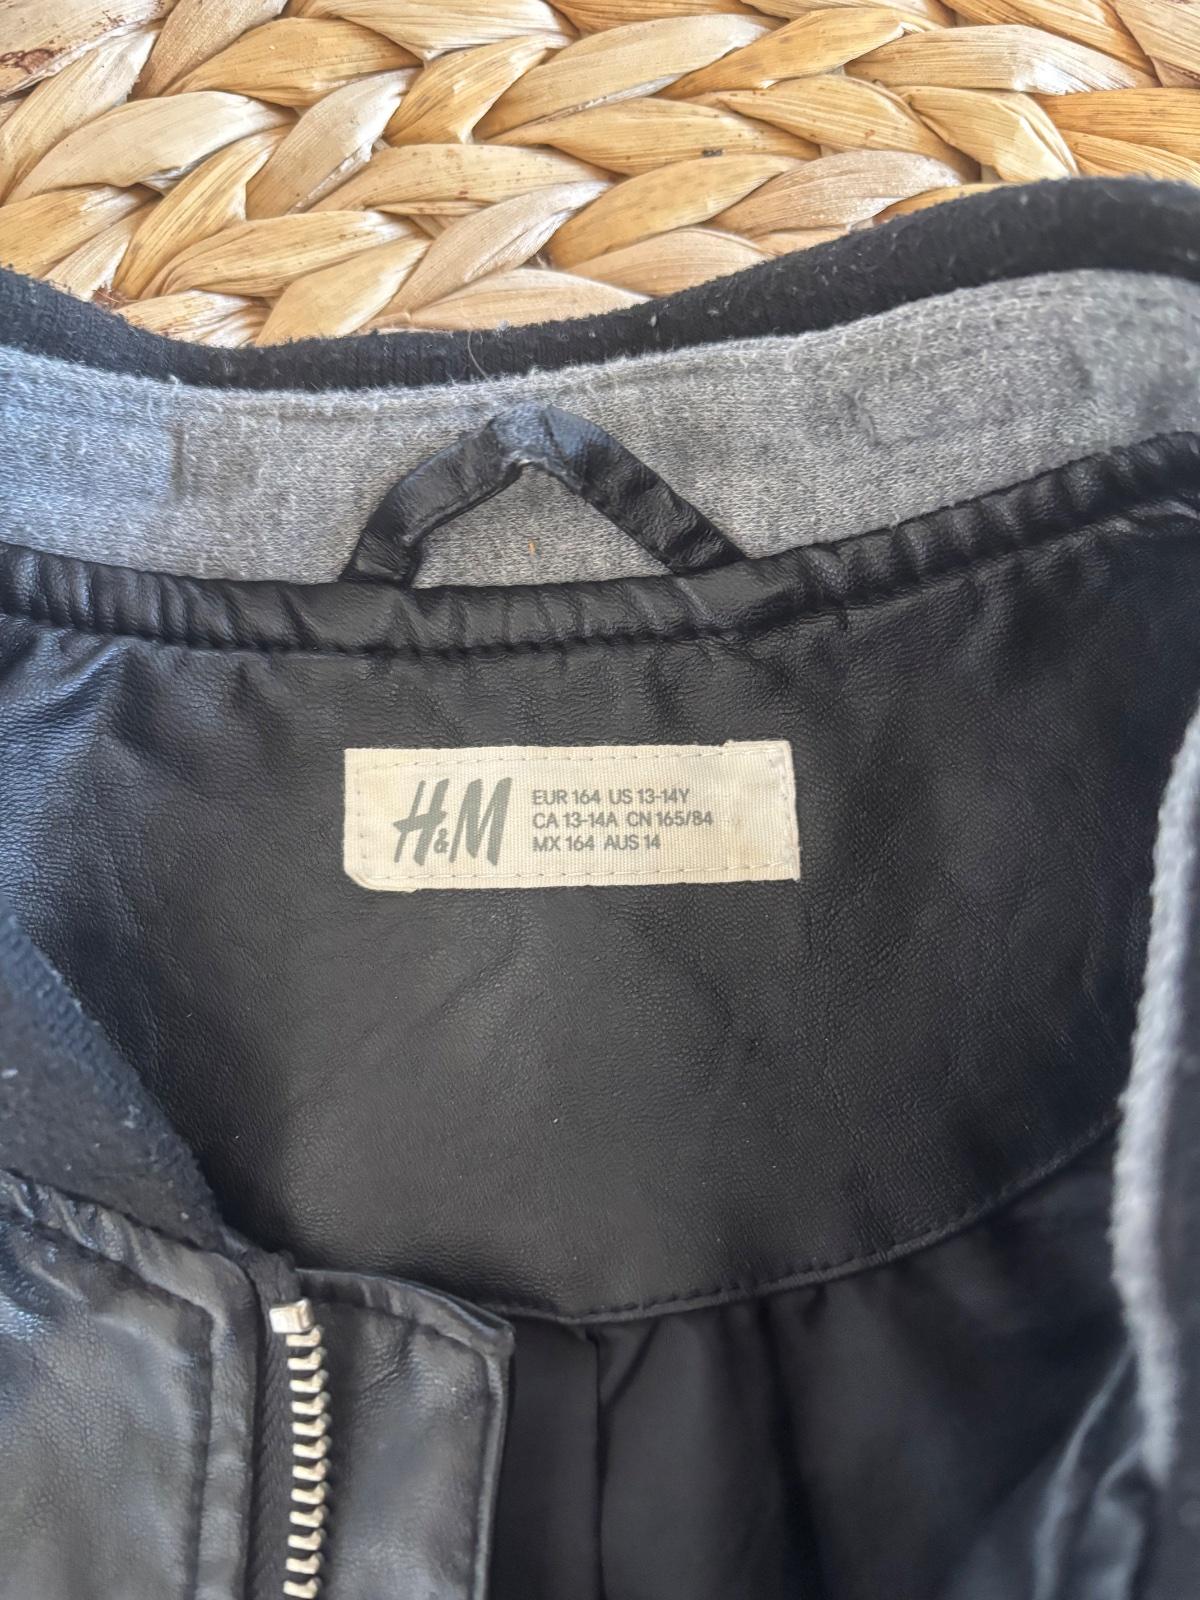 H&M
EUR 164 US 13-14Y
CA 13-14A CN 165/84
MX 164 AUS 14